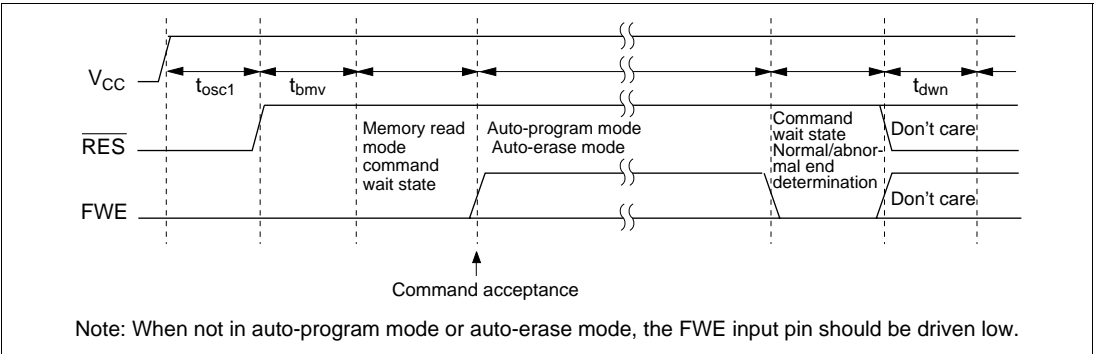 VCC
tosc1
tbmv
tdwn
RES
Memory read
mode
command
wait state
Auto-program mode
Auto-erase mode
Command
wait state
Normal/abnor-
mal end
determination
Don't care
FWE
Don't care
Command acceptance
Note: When not in auto-program mode or auto-erase mode, the FWE input pin should be driven low.